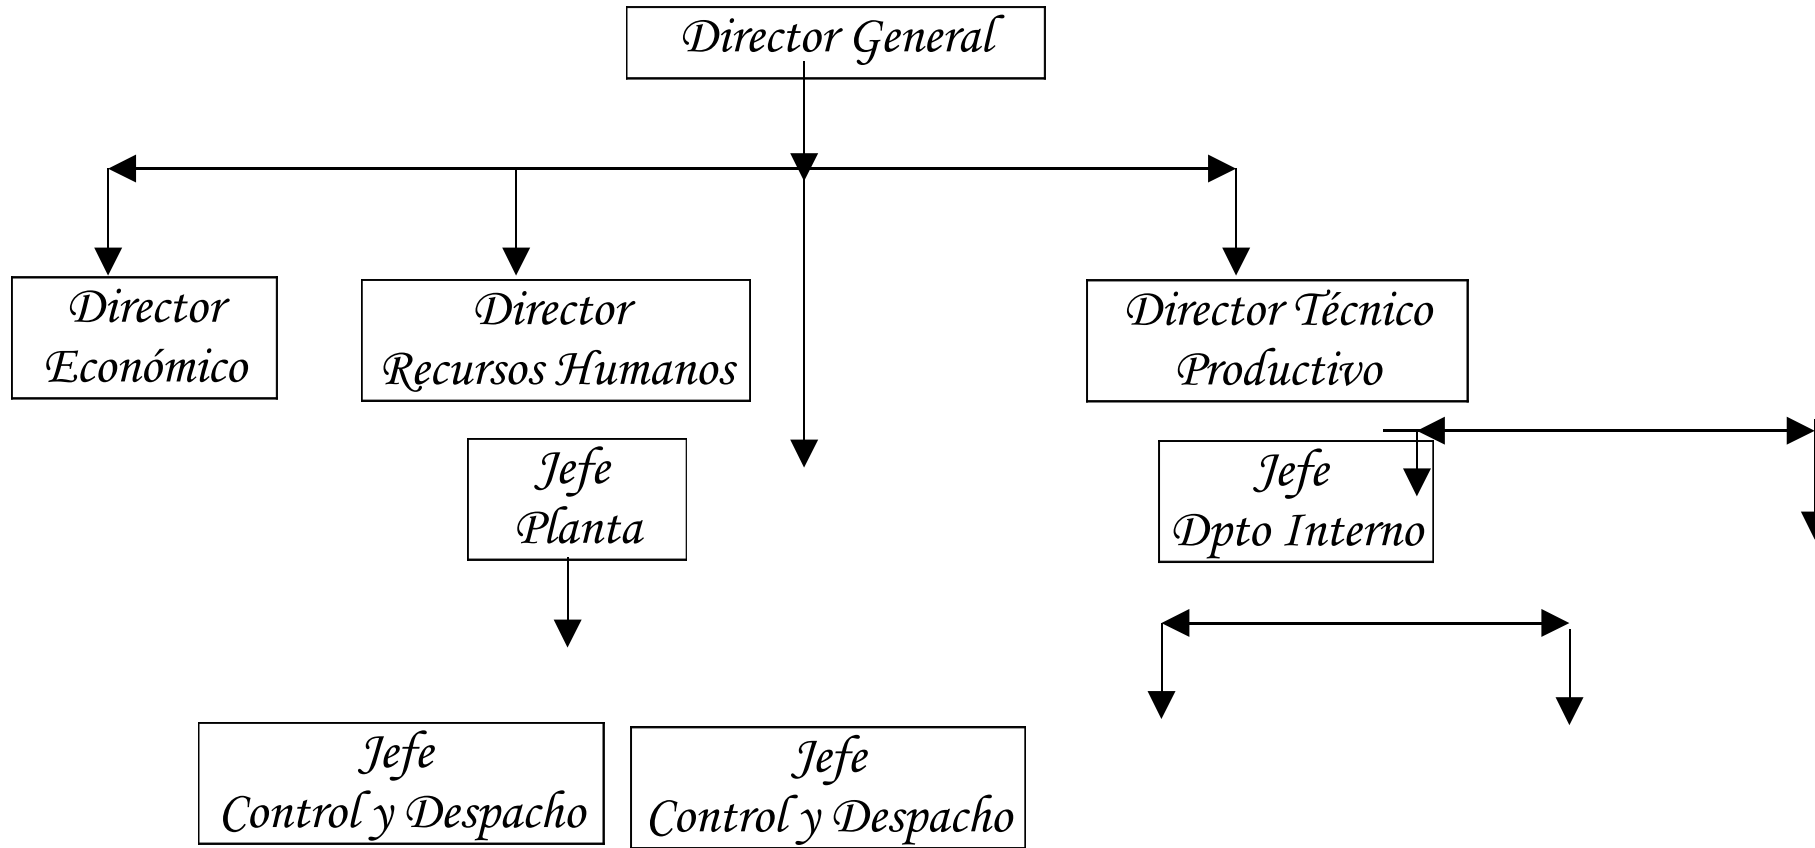 Director General
Director
Económico
Director
Recursos Humanos
Director Técnico
Productivo
Jefe
Planta
Jefe
Dpto Interno
Jefe
Control y Despacho
Jefe
Control y Despacho